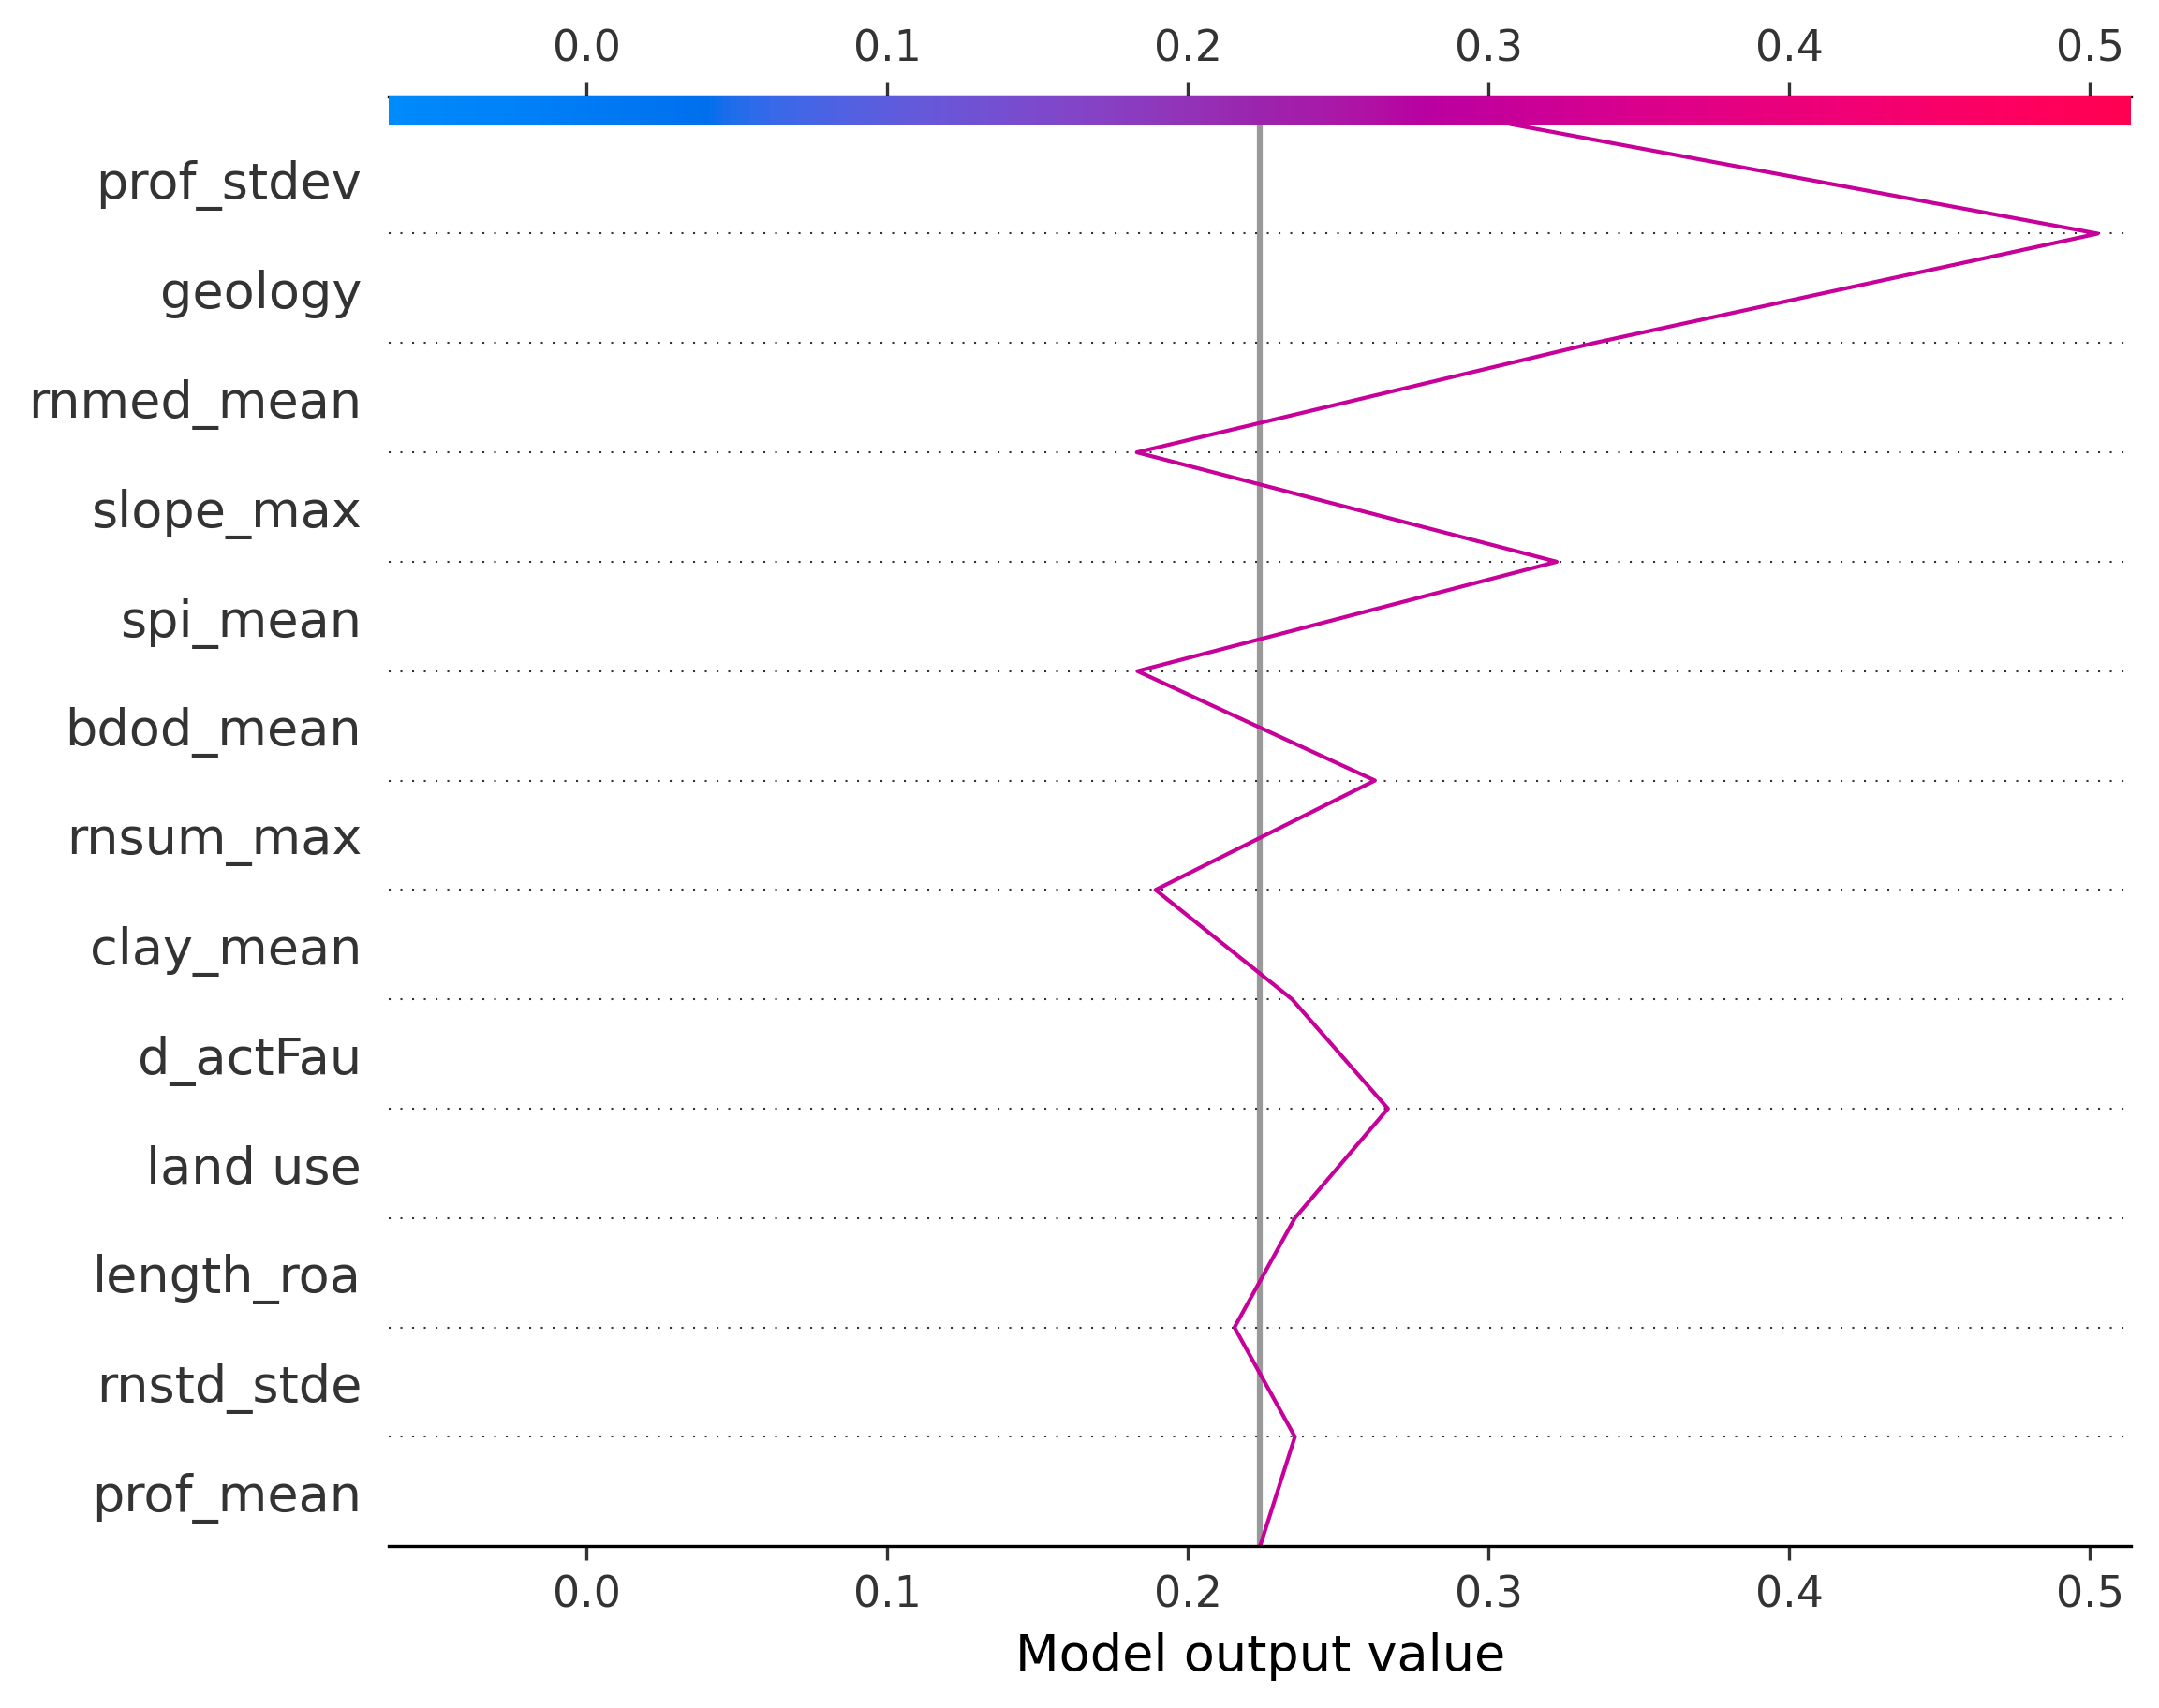 0.0 0.1 0.2 0.3 0.4 0.5
prof_stdev
geology
rnmed_mean
slope_max
spi_mean
bdod_mean
rnsum_max
clay_mean
d_actFau
land use
length_roa
rnstd_stde
prof_mean
0.0 0.1 0.2 0.3 0.4 0.5
Model output value